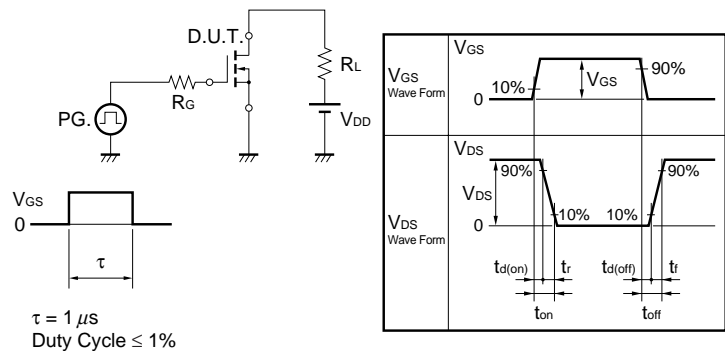 D.U.T.
RL
RG
PG.
VDD
VGS
0
τ
τ = 1 μs
Duty Cycle ≤ 1%
VGS
Wave Form
VGS
10%
0
VGS
90%
VDS
Wave Form
VDS
90%
VDS
0
10%
10%
90%
td(on)
tr
td(off)
tf
ton
toff